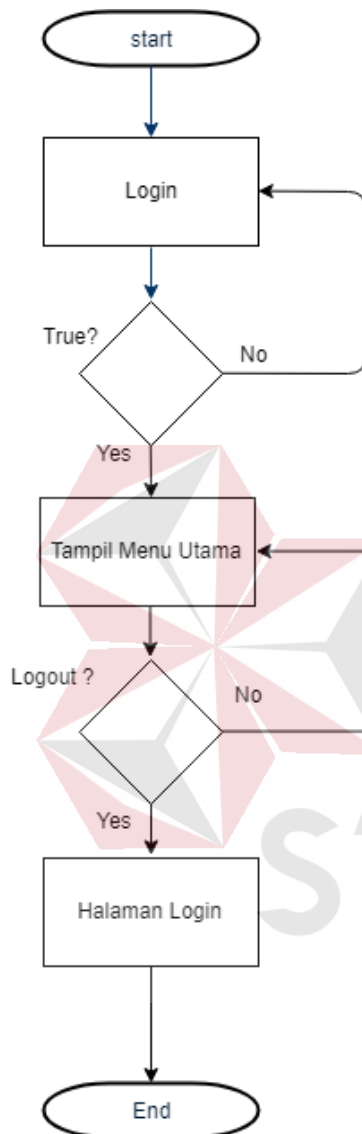 start
Login
True?
No
Yes
Tampil Menu Utama
Logout ?
No
Yes
Halaman Login
End